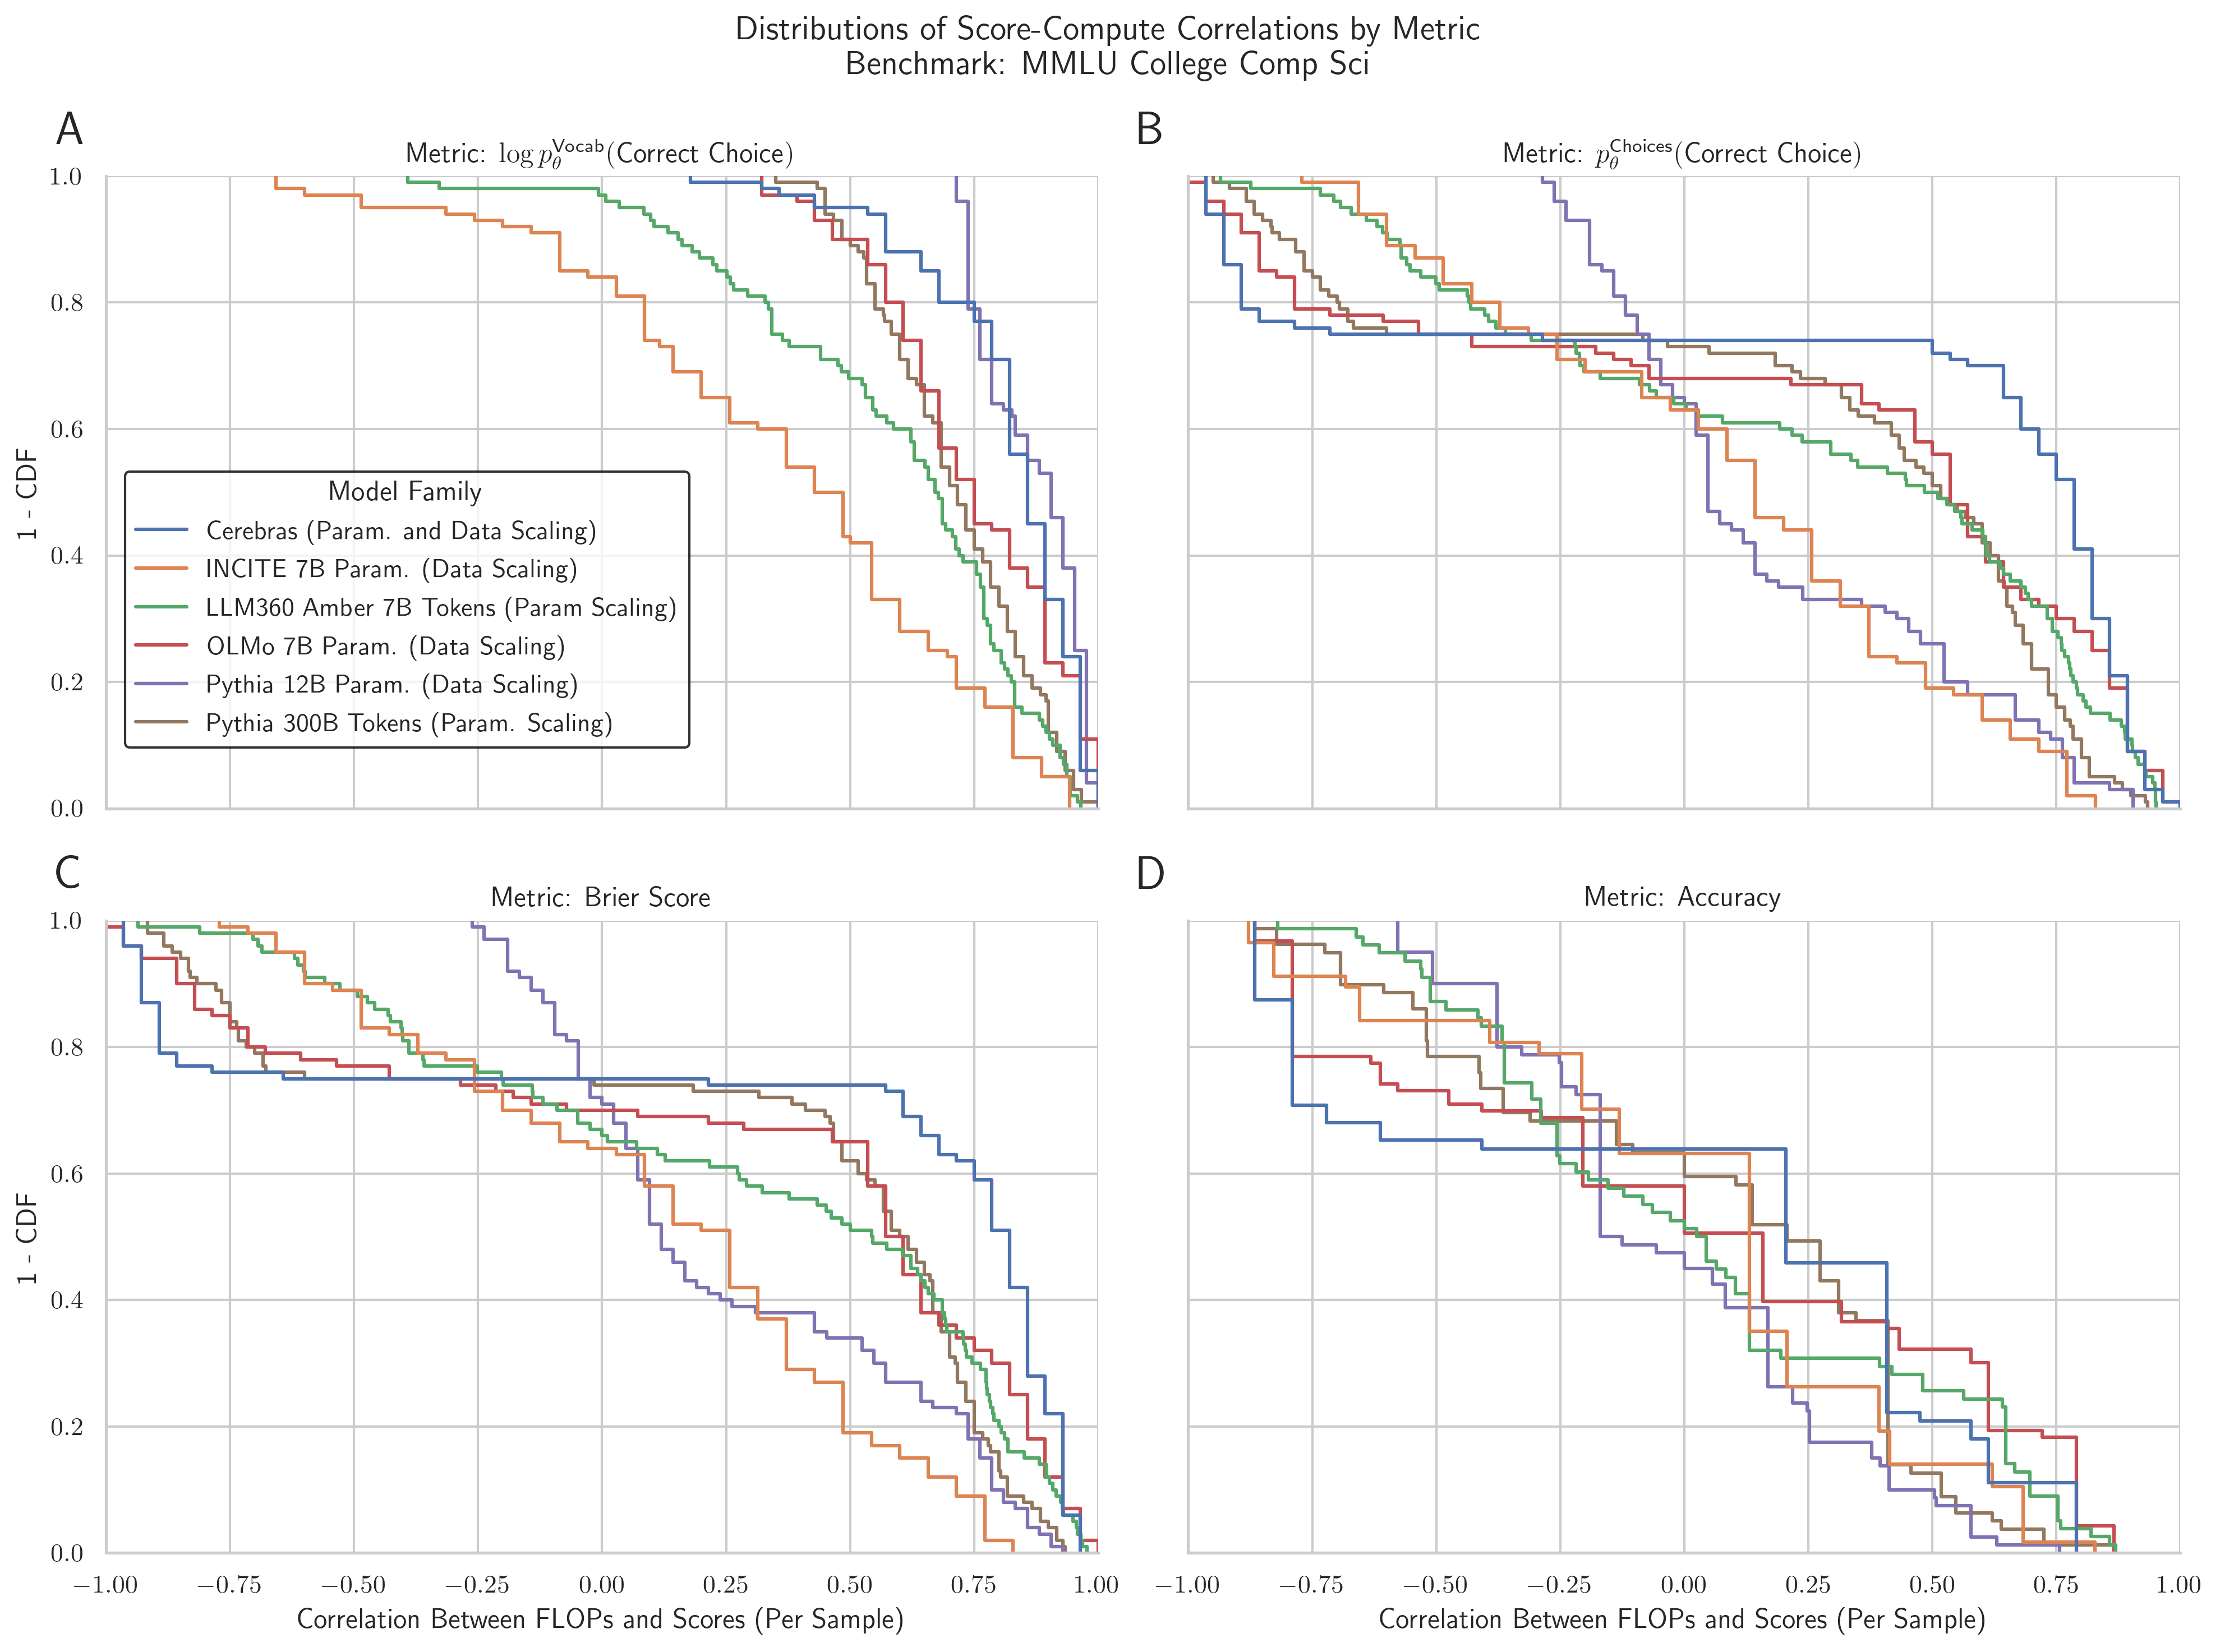 Distributions of Score-Compute Correlations by Metric
Benchmark: MMLU College Comp Sci
A
Metric: log p_θ^Vocab(Correct Choice)
1.0
0.8
0.6
0.4
0.2
0.0
1 - CDF
Model Family
Cerebras (Param. and Data Scaling)
INCITE 7B Param. (Data Scaling)
LLM360 Amber 7B Tokens (Param Scaling)
OLMo 7B Param. (Data Scaling)
Pythia 12B Param. (Data Scaling)
Pythia 300B Tokens (Param. Scaling)
B
Metric: p_θ^Choices(Correct Choice)
C
Metric: Brier Score
1.0
0.8
0.6
0.4
0.2
0.0
1 - CDF
−1.00 −0.75 −0.50 −0.25 0.00 0.25 0.50 0.75 1.00
Correlation Between FLOPs and Scores (Per Sample)
D
Metric: Accuracy
−1.00 −0.75 −0.50 −0.25 0.00 0.25 0.50 0.75 1.00
Correlation Between FLOPs and Scores (Per Sample)